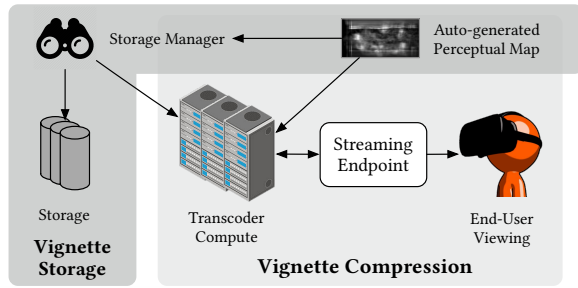 Storage Manager
Auto-generated
Perceptual Map
Streaming
Endpoint
Storage
Transcoder
Compute
End-User
Viewing
Vignette
Storage
Vignette Compression